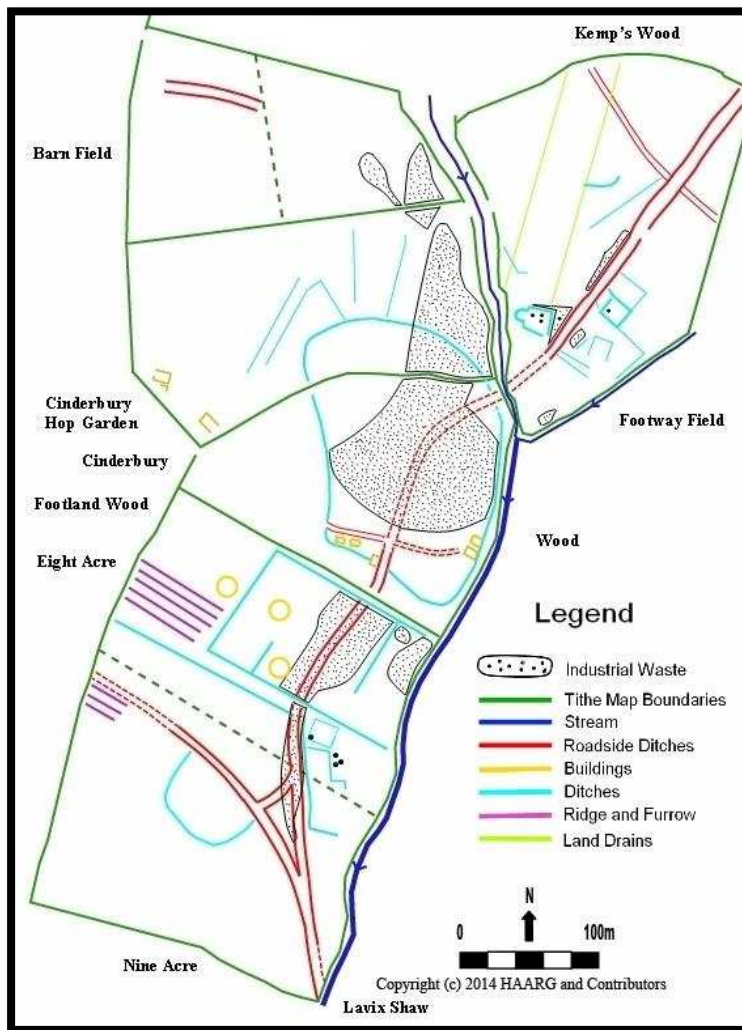 Kemp's Wood
Barn Field
Cinderbury
Hop Garden
Footway Field
Cinderbury
Footland Wood
Wood
Eight Acre
Legend
Industrial Waste
Tithe Map Boundaries
Stream
Roadside Ditches
Buildings
Ditches
Ridge and Furrow
Land Drains
N
0 100m
Nine Acre
Copyright (c) 2014 HAARG and Contributors
Lavix Shaw